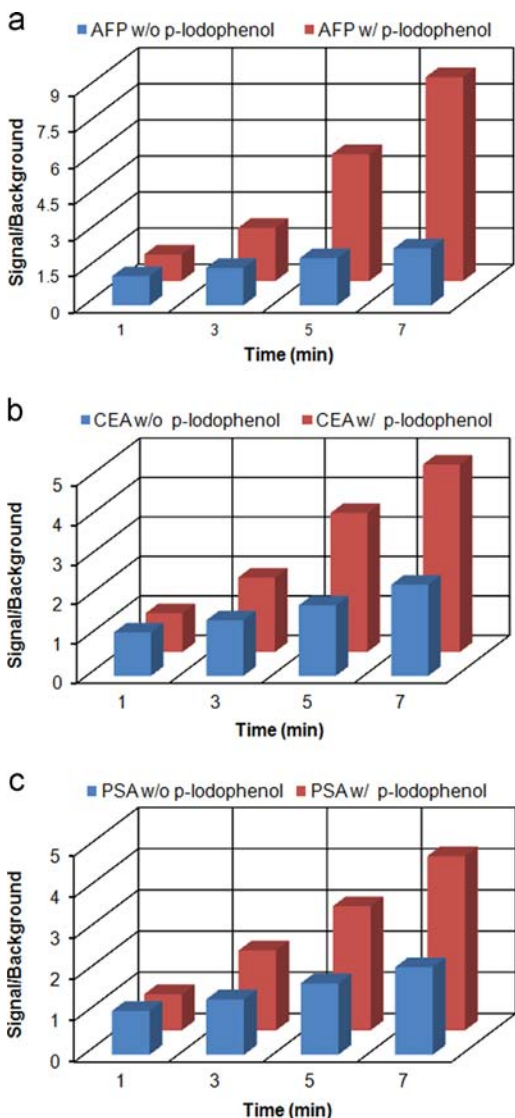 a
AFP w/o p-Iodophenol AFP w/ p-Iodophenol
9
7.5
6
4.5
3
1.5
0
Signal/Background
1 3 5 7
Time (min)
b
CEA w/o p-Iodophenol CEA w/ p-Iodophenol
5
4
3
2
1
0
Signal/Background
1 3 5 7
Time (min)
c
PSA w/o p-Iodophenol PSA w/ p-Iodophenol
5
4
3
2
1
0
Signal/Background
1 3 5 7
Time (min)